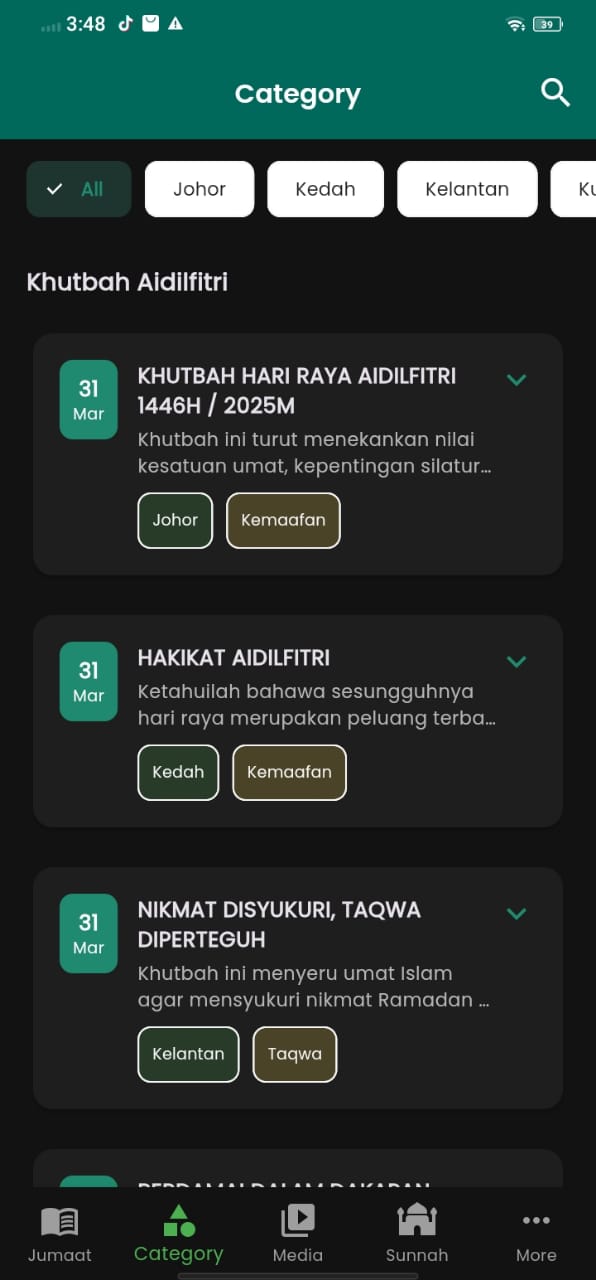 3:48
39
Category
All
Johor
Kedah
Kelantan
Ku
Khutbah Aidilfitri
31
Mar
KHUTBAH HARI RAYA AIDILFITRI
1446H / 2025M
Khutbah ini turut menekankan nilai
kesatuan umat, kepentingan silatur...
Johor
Kemaafan
31
Mar
HAKIKAT AIDILFITRI
Ketahuilah bahawa sesungguhnya
hari raya merupakan peluang terba...
Kedah
Kemaafan
31
Mar
NIKMAT DISYUKURI, TAQWA
DIPERTEGUH
Khutbah ini menyeru umat Islam
agar mensyukuri nikmat Ramadan ...
Kelantan
Taqwa
Jumaat
Category
Media
Sunnah
More